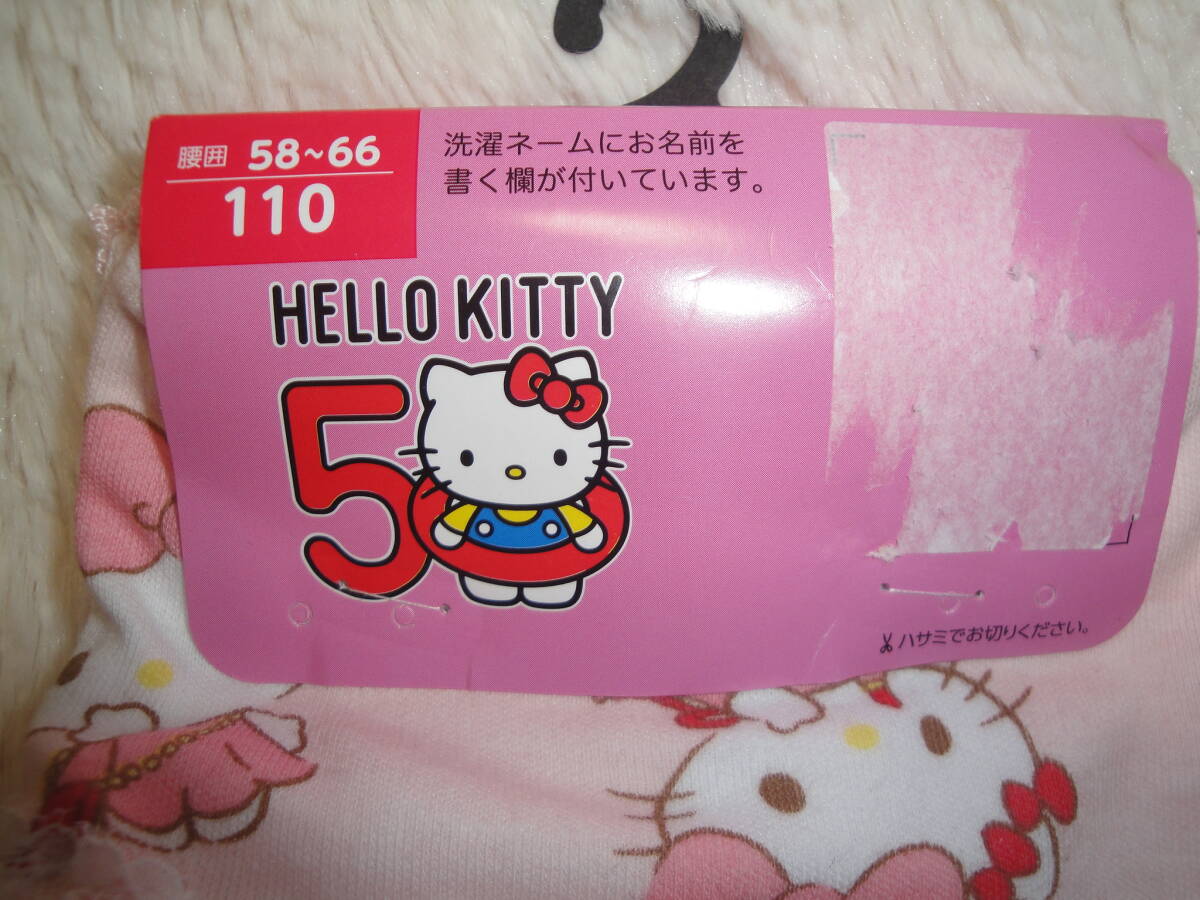 腰囲 58~66
110
洗濯ネームにお名前を
書く欄が付いています。
HELLO KITTY
50
ハサミでお切りください。